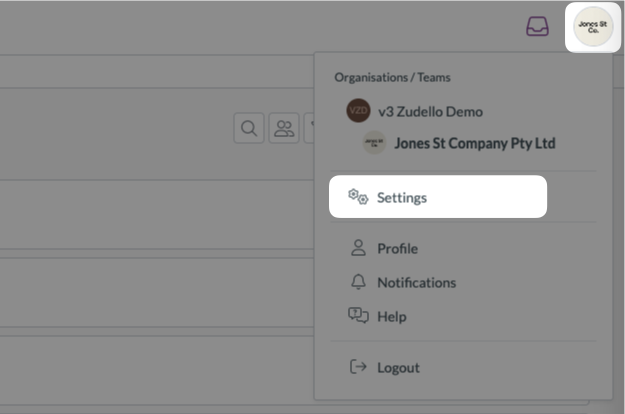 Jones St
Co.
Organisations / Teams
VZD
v3 Zudello Demo
Jones St
Co.
Jones St Company Pty Ltd
Settings
Profile
Notifications
Help
Logout